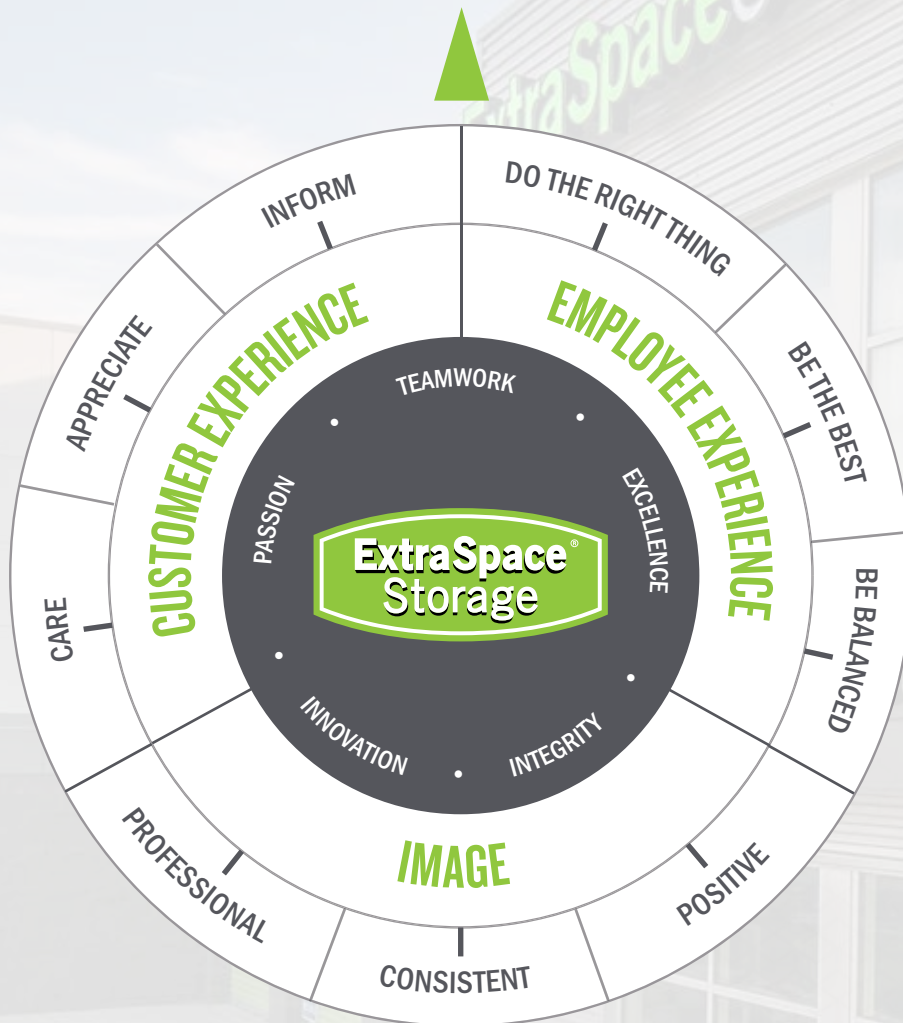 ExtraSpace
INFORM
DO THE RIGHT THING
APPRECIATE
BE THE BEST
CARE
BE BALANCED
PROFESSIONAL
CONSISTENT
POSITIVE
CUSTOMER EXPERIENCE
EMPLOYEE EXPERIENCE
IMAGE
TEAMWORK
PASSION
EXCELLENCE
INNOVATION
INTEGRITY
ExtraSpace®
Storage